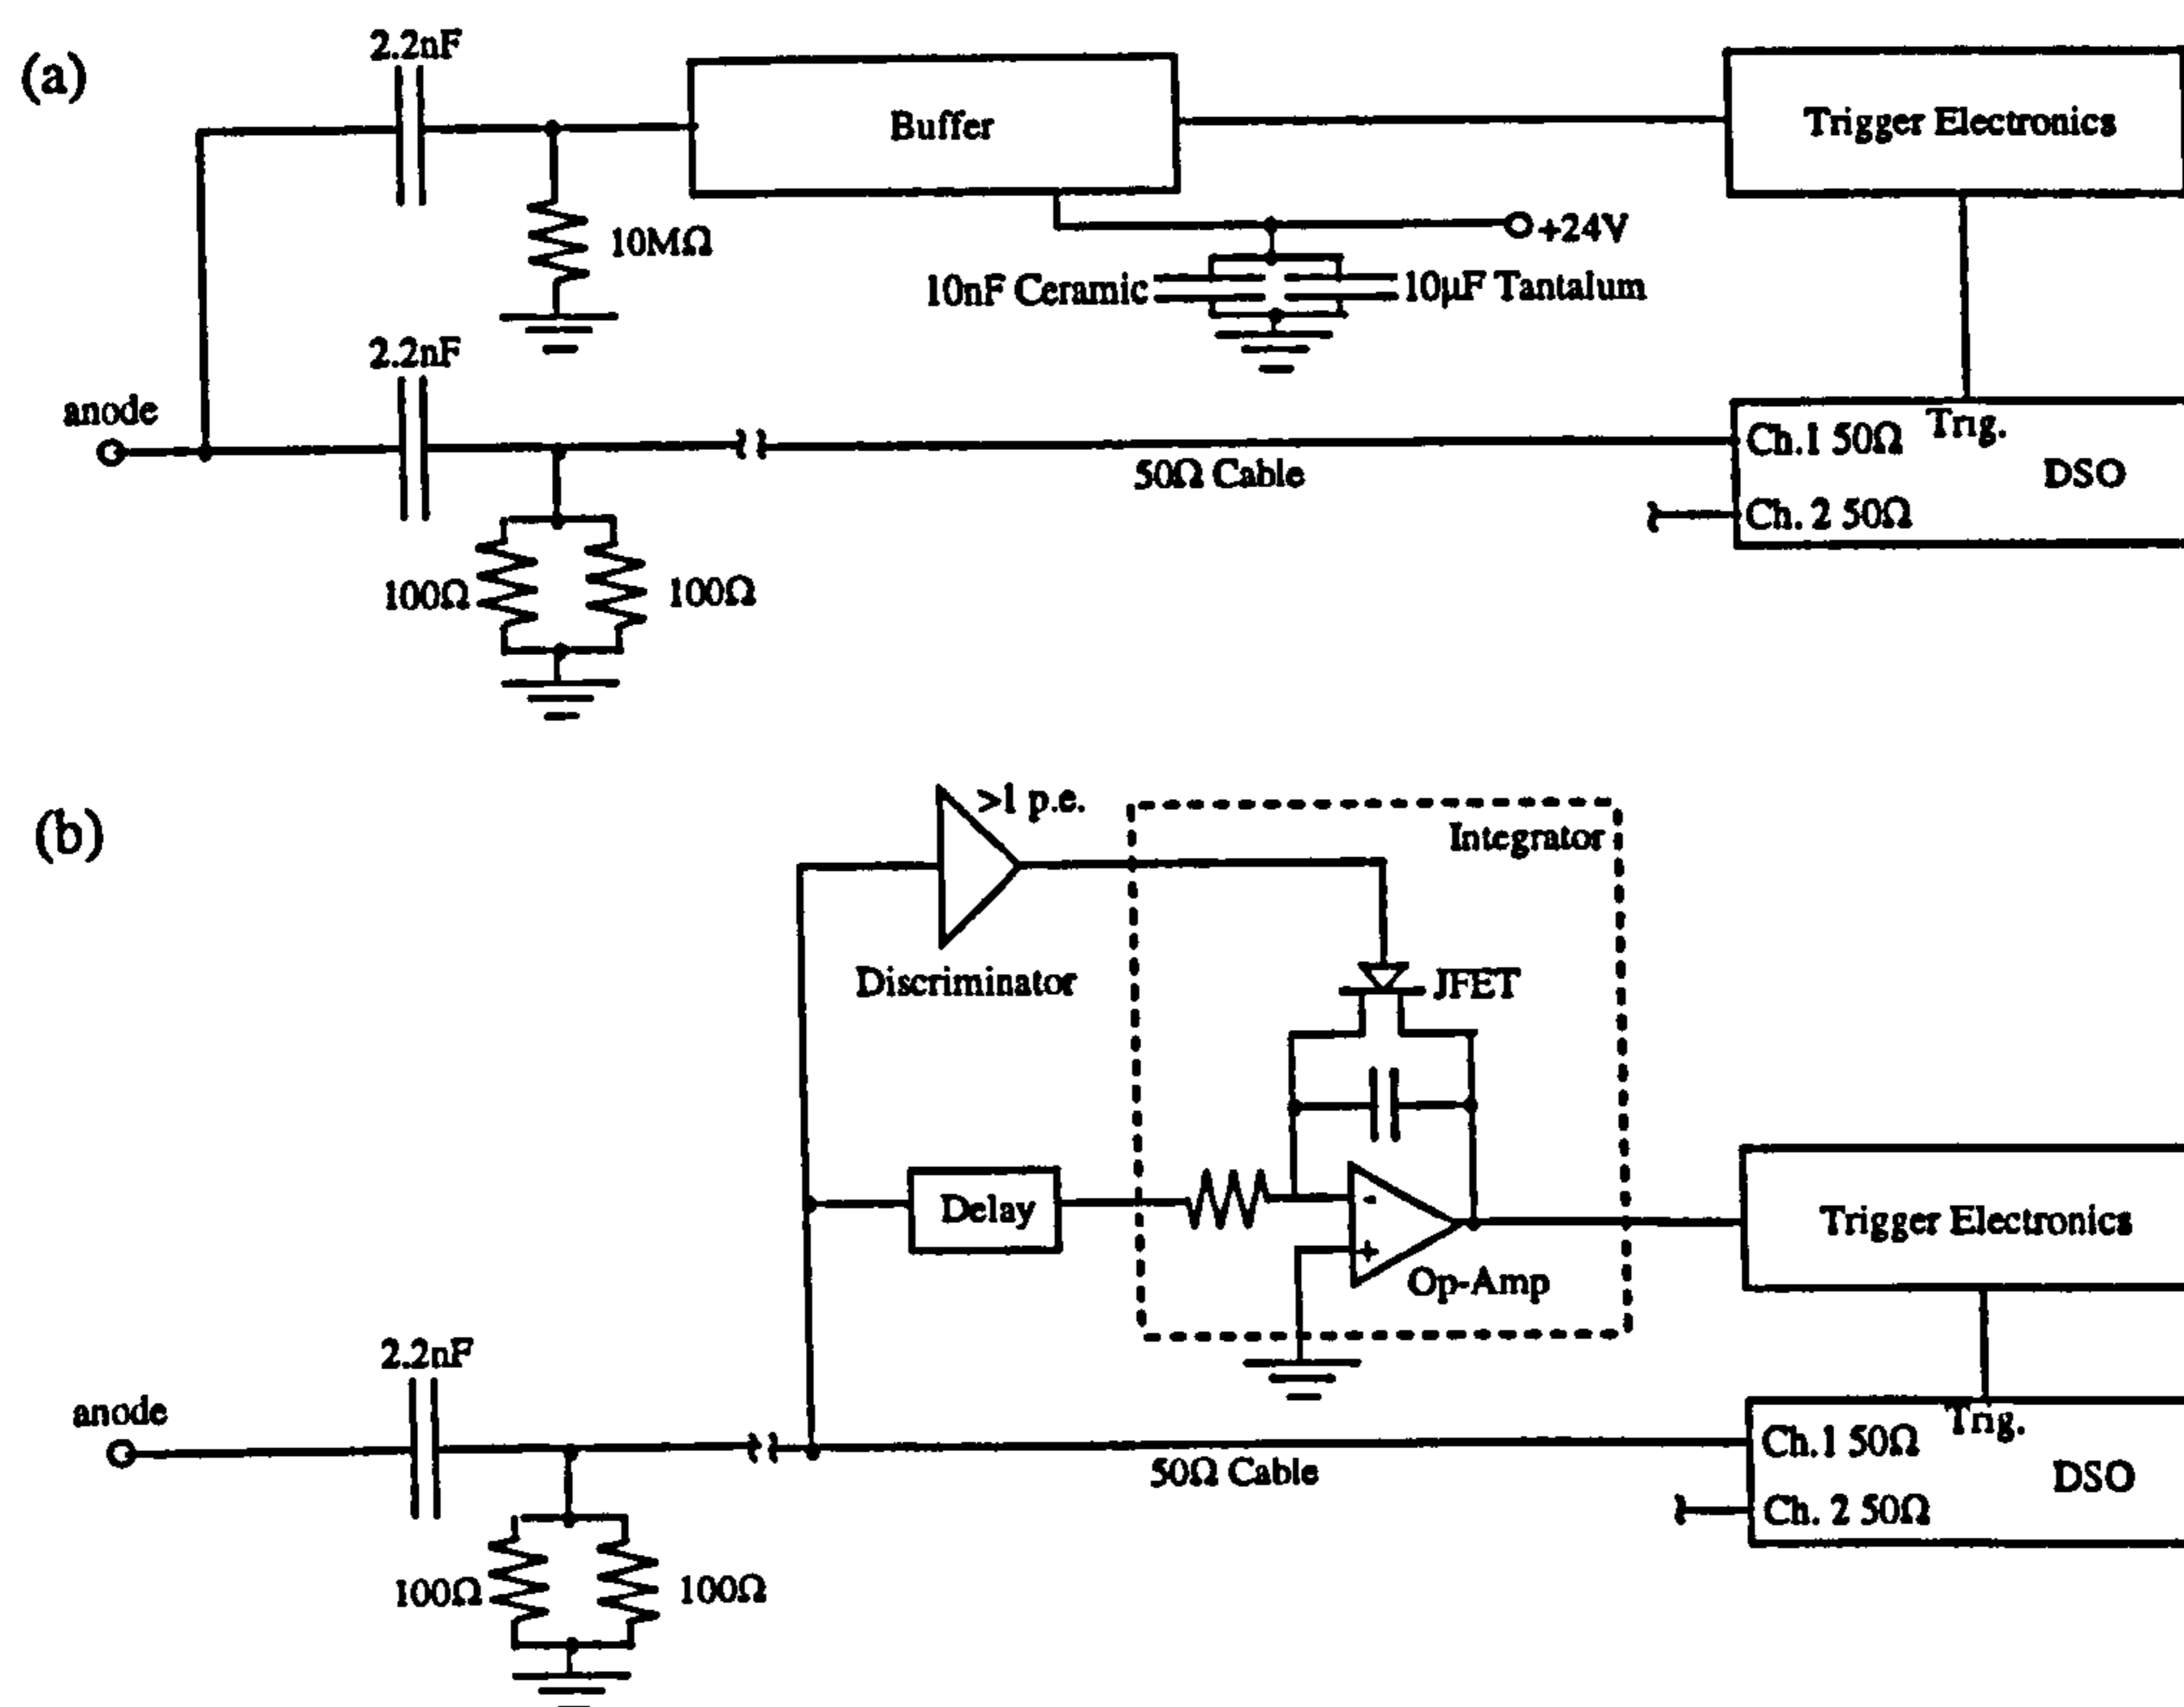 (a)
2.2nF
Buffer
Trigger Electronics
10MΩ
+24V
10nF Ceramic
10μF Tantalum
2.2nF
anode
50Ω Cable
Ch.1 50Ω
Trig.
DSO
Ch. 2 50Ω
100Ω
100Ω
(b)
>1 p.e.
Integrator
Discriminator
JFET
Delay
-
+
Op-Amp
Trigger Electronics
2.2nF
anode
50Ω Cable
Ch.1 50Ω
Trig.
DSO
Ch. 2 50Ω
100Ω
100Ω